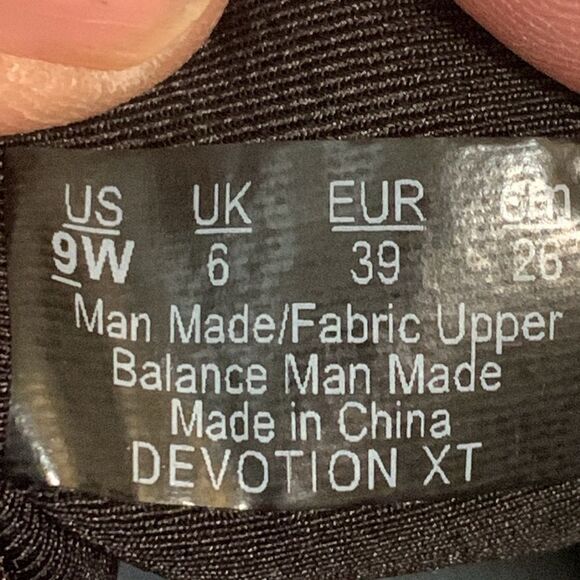 US UK EUR cm
9W 6 39 26
Man Made/Fabric Upper
Balance Man Made
Made in China
DEVOTION XT